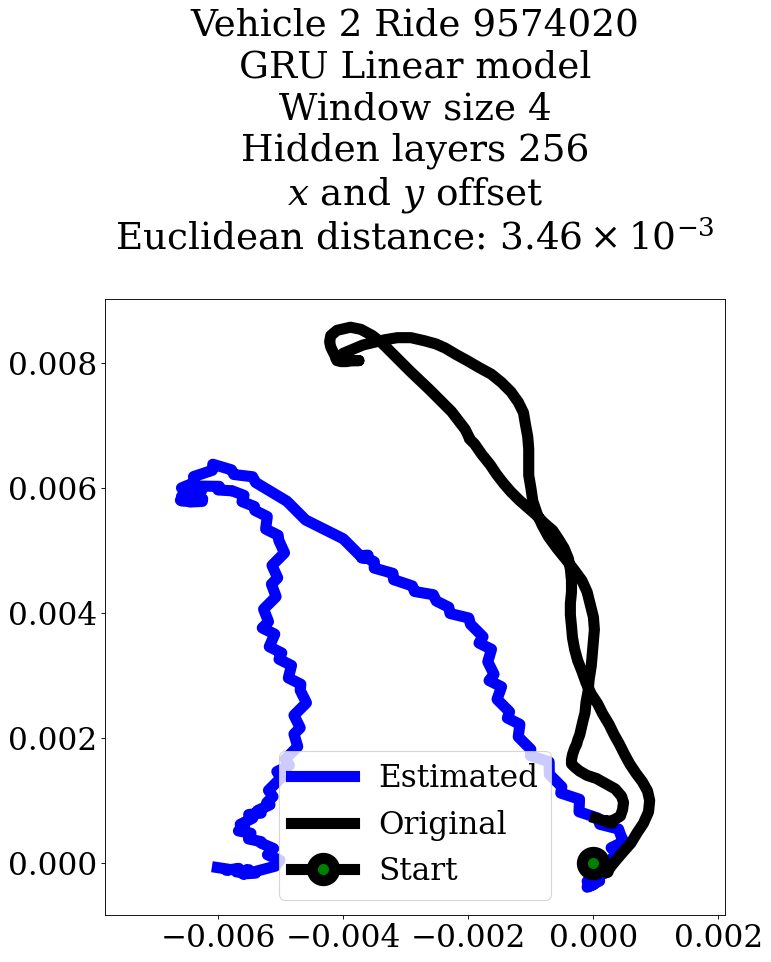 Vehicle 2 Ride 9574020
GRU Linear model
Window size 4
Hidden layers 256
x and y offset
Euclidean distance: 3.46 × 10⁻³
0.008
0.006
0.004
0.002
0.000
Estimated
Original
Start
−0.006 −0.004 −0.002 0.000 0.002